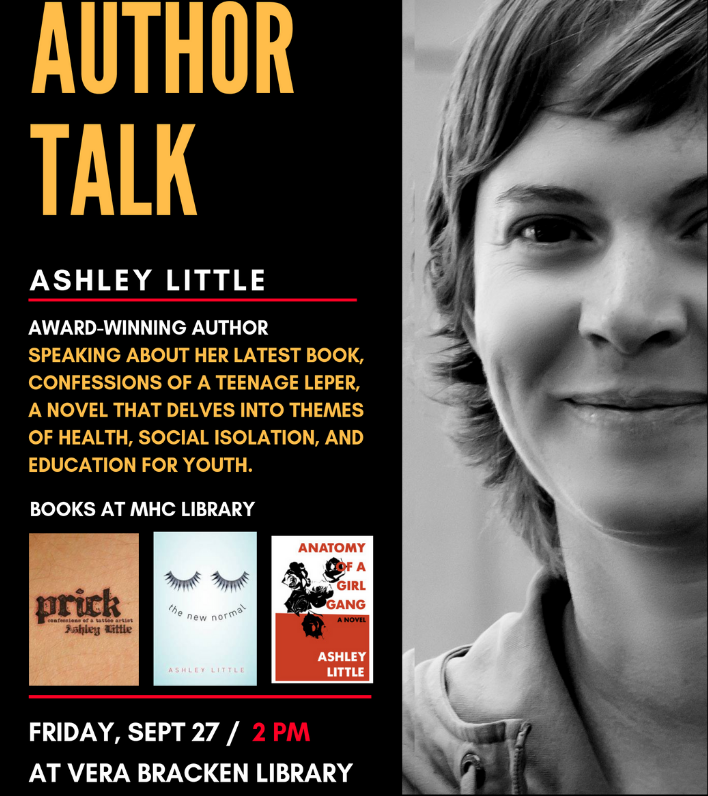 AUTHOR
TALK
ASHLEY LITTLE
AWARD-WINNING AUTHOR
SPEAKING ABOUT HER LATEST BOOK,
CONFESSIONS OF A TEENAGE LEPER,
A NOVEL THAT DELVES INTO THEMES
OF HEALTH, SOCIAL ISOLATION, AND
EDUCATION FOR YOUTH.
BOOKS AT MHC LIBRARY
prick
confessions of a tattoo artist
Ashley Little
the new normal
ASHLEY LITTLE
ANATOMY
OF A
GIRL
GANG
A NOVEL
ASHLEY
LITTLE
FRIDAY, SEPT 27 / 2 PM
AT VERA BRACKEN LIBRARY